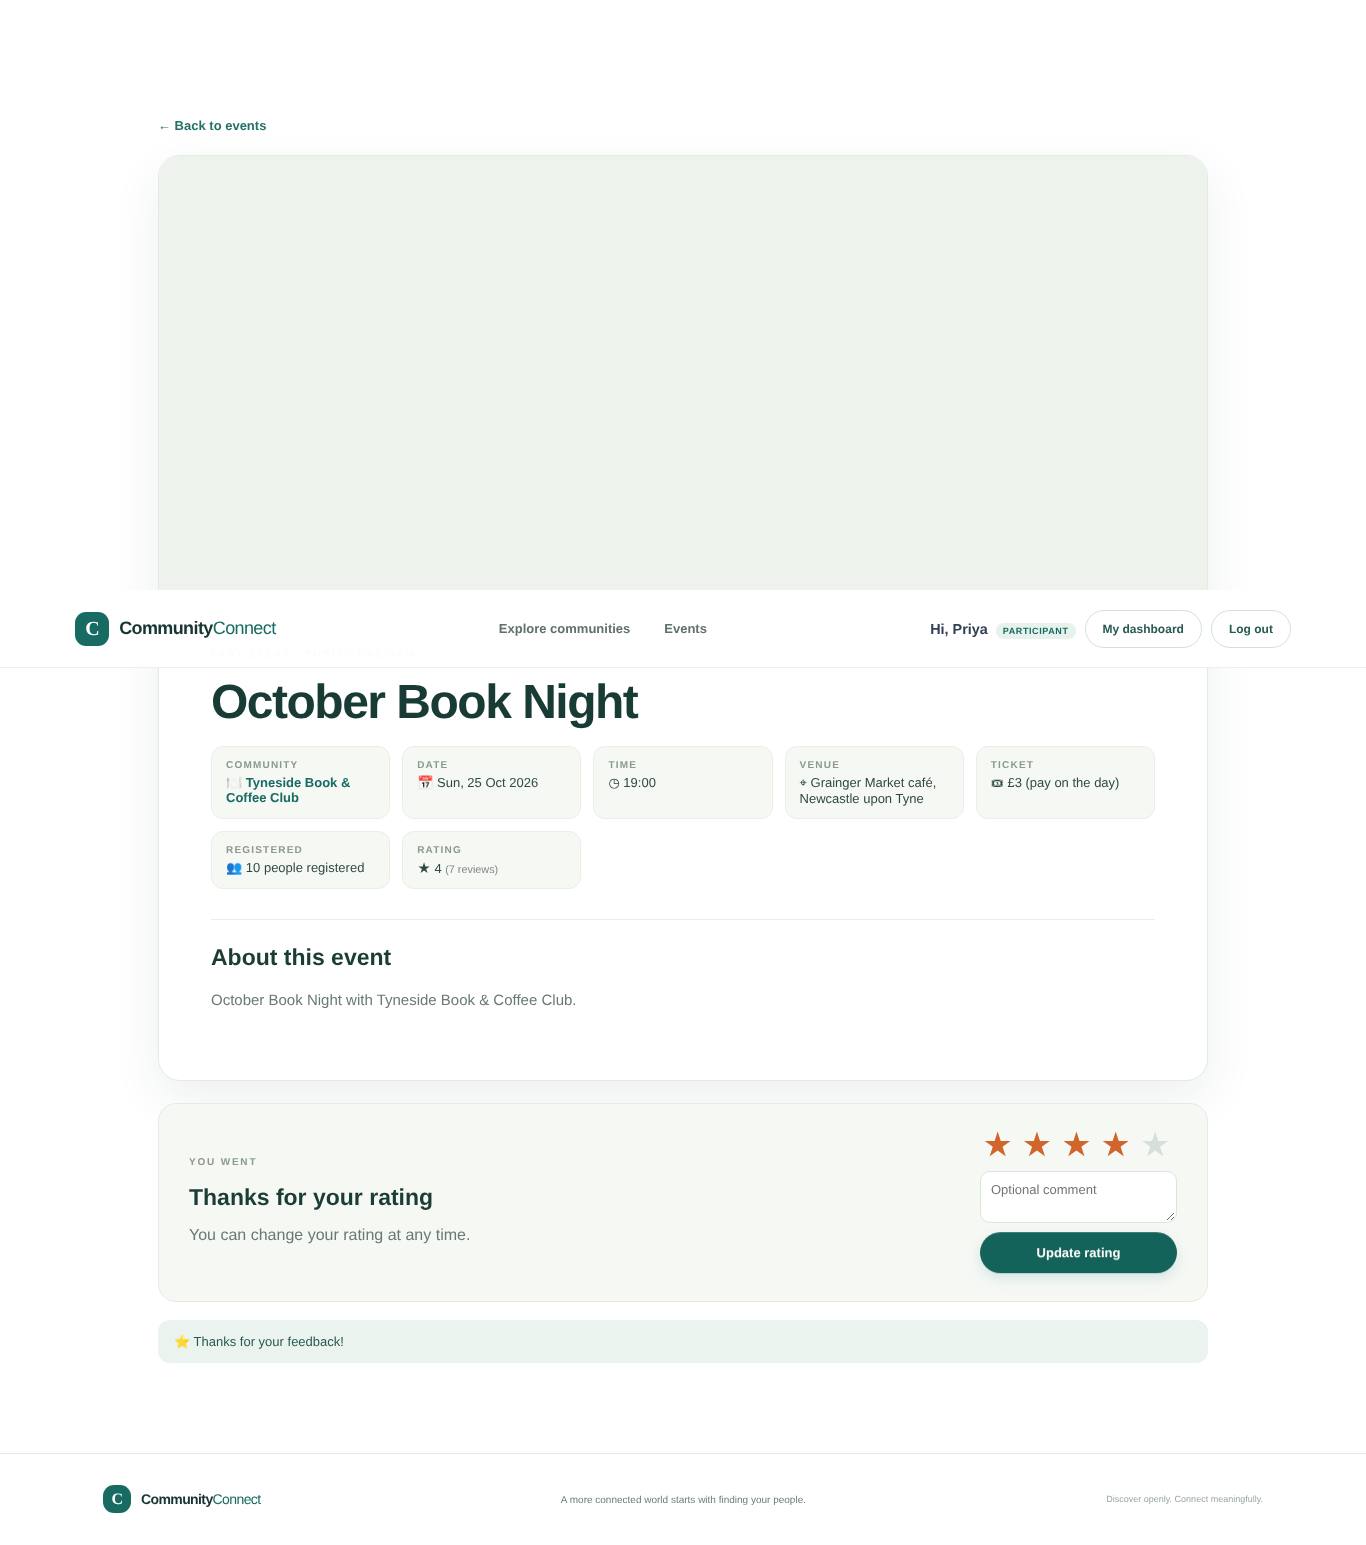 ← Back to events
C CommunityConnect
Explore communities
Events
Hi, Priya
PARTICIPANT
My dashboard
Log out
October Book Night
COMMUNITY
🍽️ Tyneside Book &
Coffee Club
DATE
📅 Sun, 25 Oct 2026
TIME
◷ 19:00
VENUE
⌖ Grainger Market café,
Newcastle upon Tyne
TICKET
🎟 £3 (pay on the day)
REGISTERED
👥 10 people registered
RATING
★ 4 (7 reviews)
About this event
October Book Night with Tyneside Book & Coffee Club.
YOU WENT
Thanks for your rating
You can change your rating at any time.
★ ★ ★ ★ ★
Optional comment
Update rating
⭐ Thanks for your feedback!
C CommunityConnect
A more connected world starts with finding your people.
Discover openly. Connect meaningfully.